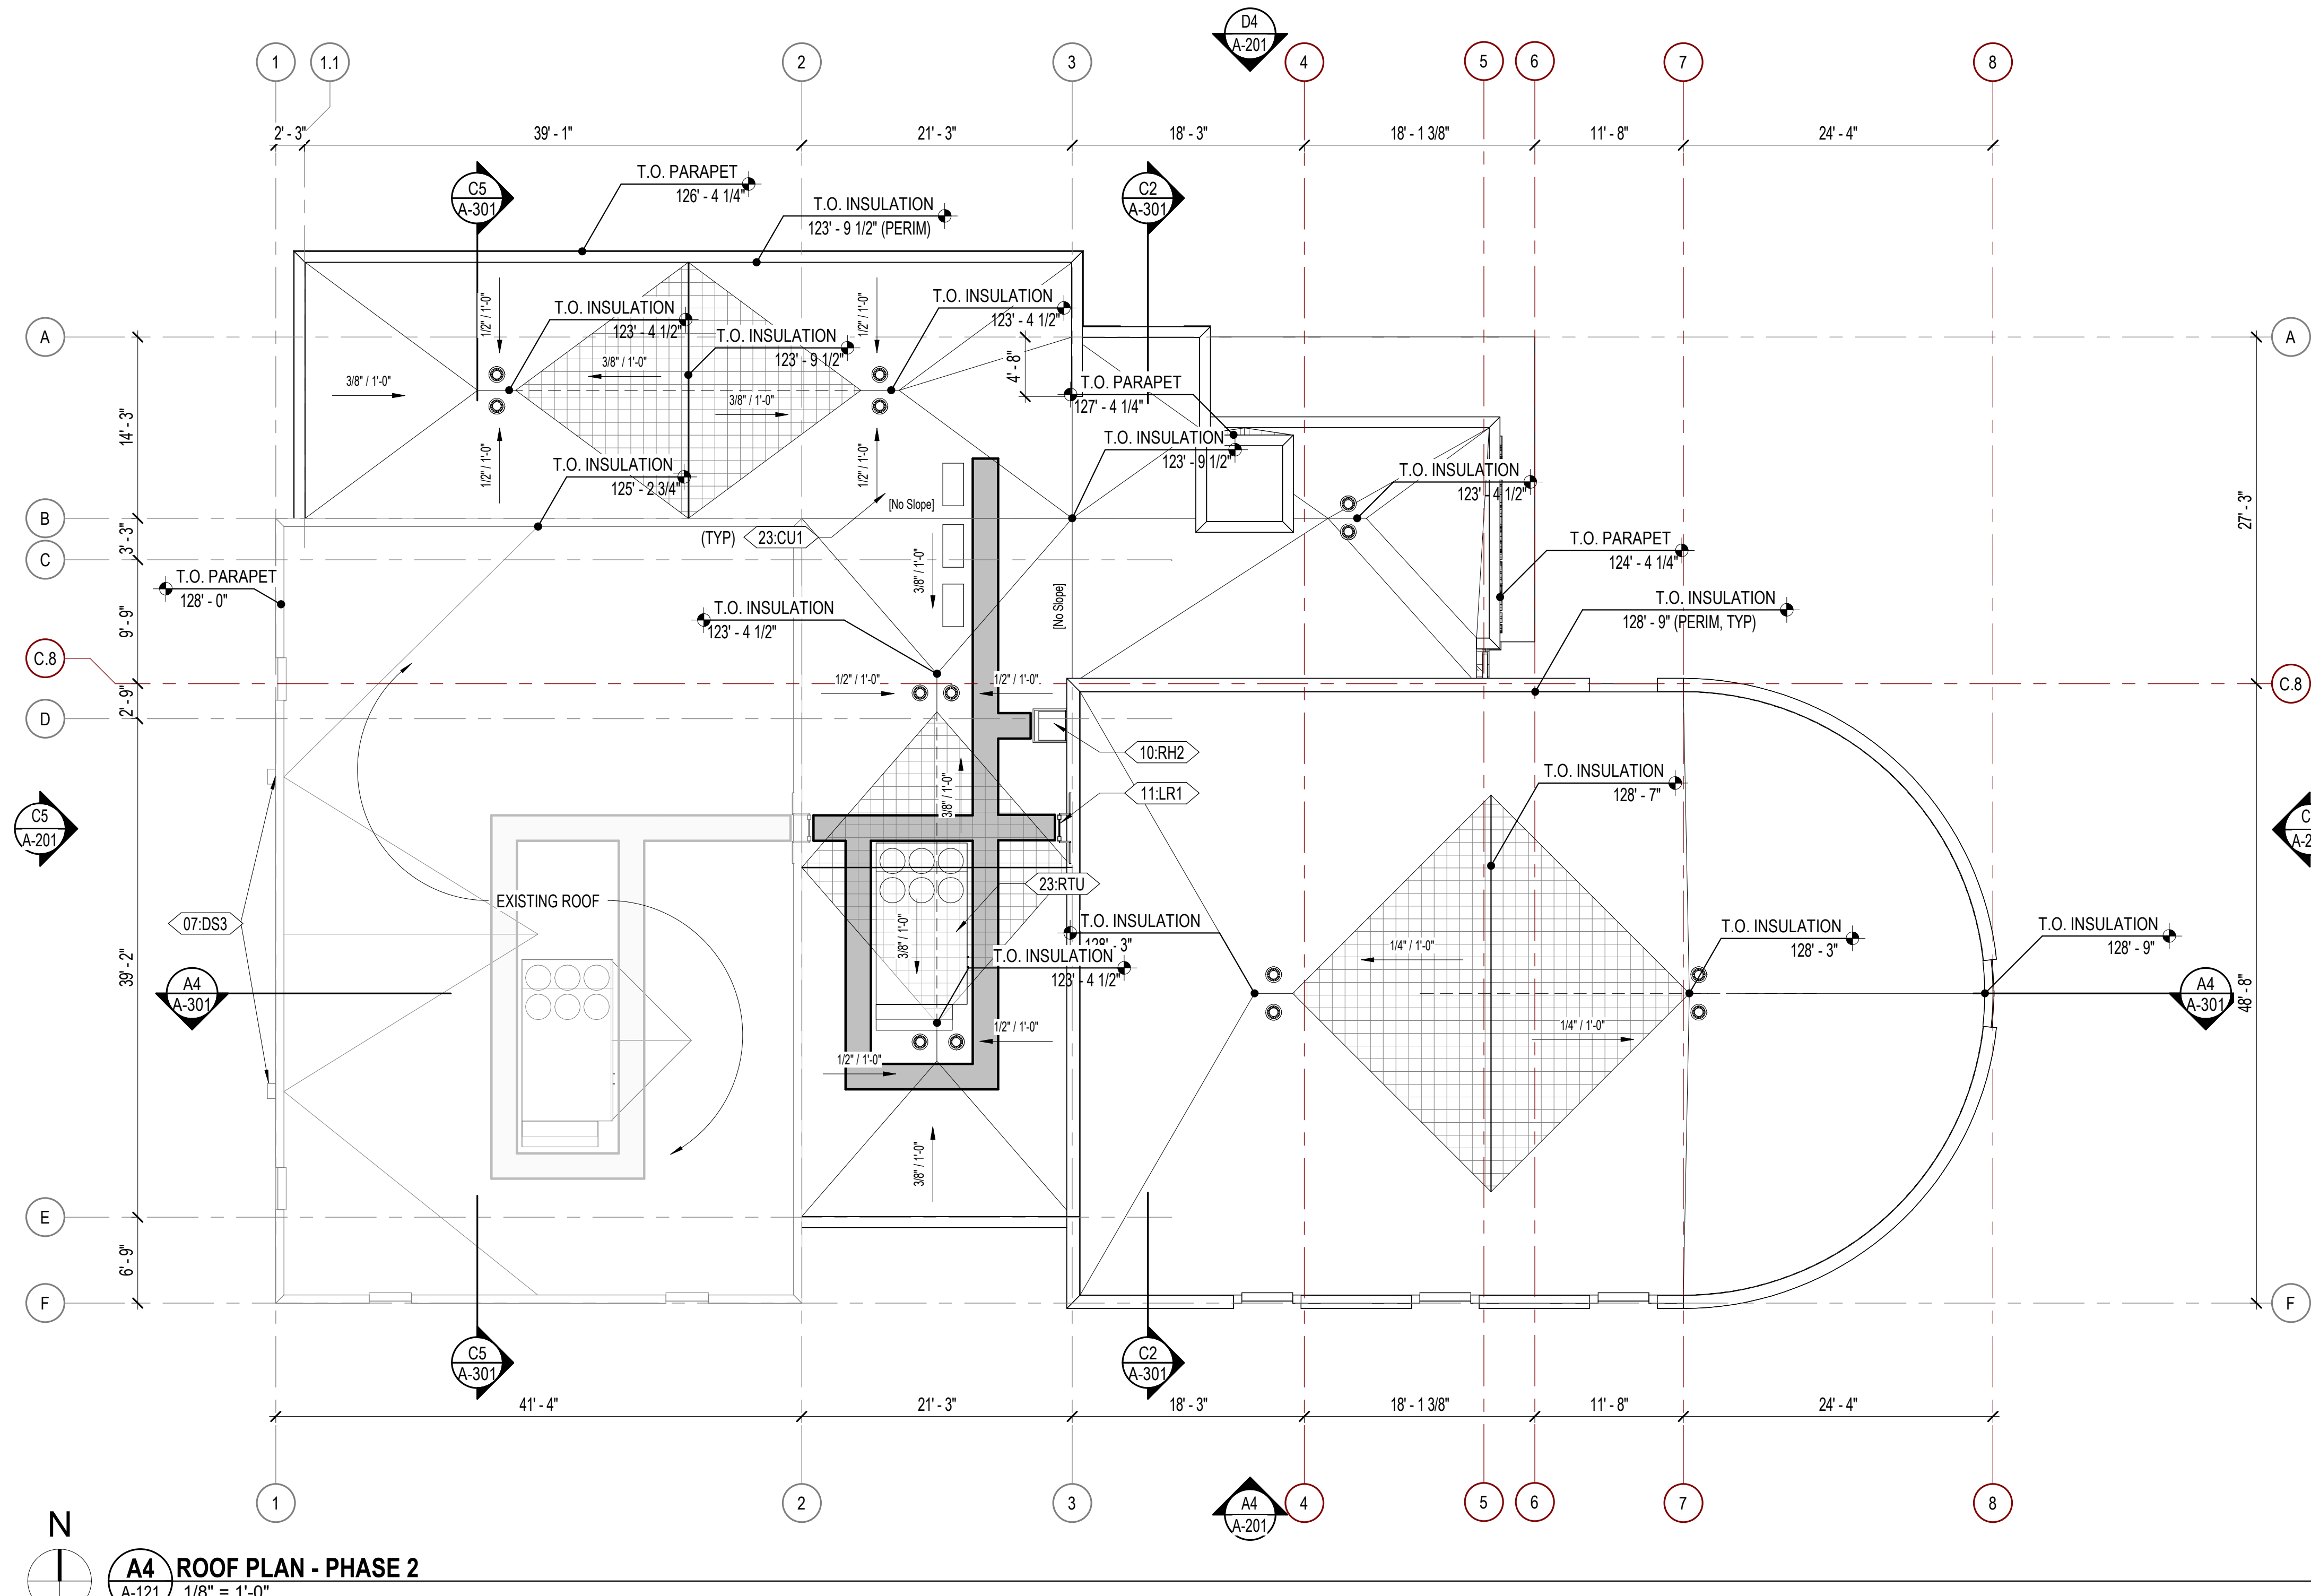 D4
A-201
1
1.1
2
3
4
5
6
7
8
2' - 3"
39' - 1"
21' - 3"
18' - 3"
18' - 1 3/8"
11' - 8"
24' - 4"
T.O. PARAPET
126' - 4 1/4"
C5
A-301
C2
A-301
T.O. INSULATION
123' - 9 1/2" (PERIM)
T.O. INSULATION
123' - 4 1/2"
T.O. INSULATION
123' - 4 1/2"
1/2" / 1'-0"
1/2" / 1'-0"
T.O. INSULATION
123' - 9 1/2"
A
A
3/8" / 1'-0"
3/8" / 1'-0"
3/8" / 1'-0"
4' - 8"
T.O. PARAPET
127' - 4 1/4"
14' - 3"
T.O. INSULATION
123' - 9 1/2"
1/2" / 1'-0"
1/2" / 1'-0"
T.O. INSULATION
125' - 2 3/4"
T.O. INSULATION
123' - 4 1/2"
[No Slope]
27' - 3"
B
3' - 3"
(TYP)
23:CU1
T.O. PARAPET
124' - 4 1/4"
C
3/8" / 1'-0"
T.O. PARAPET
128' - 0"
[No Slope]
T.O. INSULATION
123' - 4 1/2"
T.O. INSULATION
128' - 9" (PERIM, TYP)
9' - 9"
C.8
C.8
1/2" / 1'-0"
1/2" / 1'-0"
2' - 9"
D
10:RH2
T.O. INSULATION
128' - 7"
11:LR1
3/8" / 1'-0"
C5
A-201
C
A-2
23:RTU
EXISTING ROOF
07:DS3
T.O. INSULATION
128' - 3"
T.O. INSULATION
128' - 3"
T.O. INSULATION
128' - 9"
3/8" / 1'-0"
1/4" / 1'-0"
T.O. INSULATION
123' - 4 1/2"
39' - 2"
A4
A-301
A4
A-301
48' - 8"
1/2" / 1'-0"
1/4" / 1'-0"
1/2" / 1'-0"
3/8" / 1'-0"
E
6' - 9"
F
F
C5
A-301
C2
A-301
41' - 4"
21' - 3"
18' - 3"
18' - 1 3/8"
11' - 8"
24' - 4"
1
2
3
A4
A-201
4
5
6
7
8
N
A4
A-121
ROOF PLAN - PHASE 2
1/8" = 1'-0"